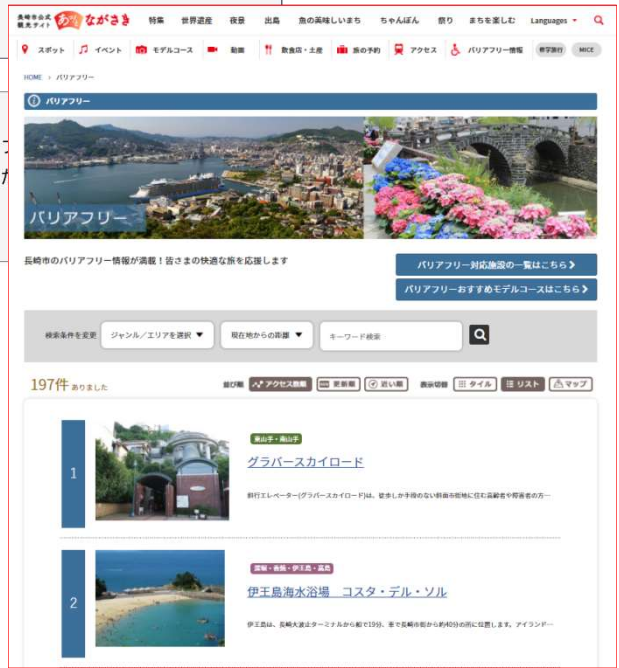 長崎市公式
観光サイト
あっ!とながさき 特集 世界遺産 夜景 出島 魚の美味しいまち ちゃんぽん 祭り まちを楽しむ Languages
スポット イベント モデルコース 動画 飲食店・土産 旅の予約 アクセス バリアフリー情報 修学旅行 MICE
HOME > バリアフリー
バリアフリー
バリアフリー
長崎市のバリアフリー情報が満載！皆さまの快適な旅を応援します
バリアフリー対応施設の一覧はこちら
バリアフリーおすすめモデルコースはこちら
検索条件を変更 ジャンル／エリアを選択 ▼ 現在地からの距離 ▼ キーワード検索
197件 ありました
並び順 アクセス数順 更新順 近い順 表示切替 タイル リスト マップ
1
東山手・南山手
グラバースカイロード
斜行エレベーター(グラバースカイロード)は、徒歩しか手段のない斜面市街地に住む高齢者や障害者の方…
2
伊王島海水浴場 コスタ・デル・ソル
伊王島は、長崎大波止ターミナルから船で19分、車で長崎市街から約40分の所に位置します。アイランド…